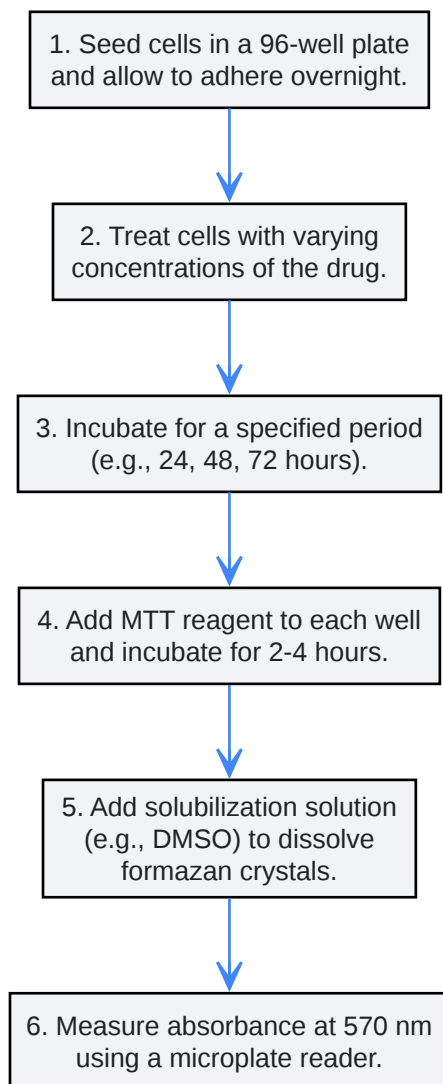 1. Seed cells in a 96-well plate
and allow to adhere overnight.
2. Treat cells with varying
concentrations of the drug.
3. Incubate for a specified period
(e.g., 24, 48, 72 hours).
4. Add MTT reagent to each well
and incubate for 2-4 hours.
5. Add solubilization solution
(e.g., DMSO) to dissolve
formazan crystals.
6. Measure absorbance at 570 nm
using a microplate reader.